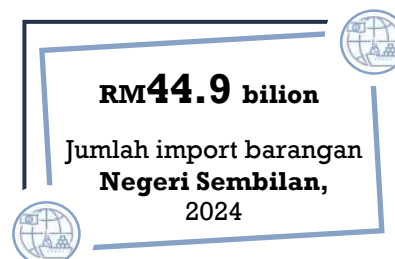 RM44.9 bilion
Jumlah import barangan
Negeri Sembilan,
2024